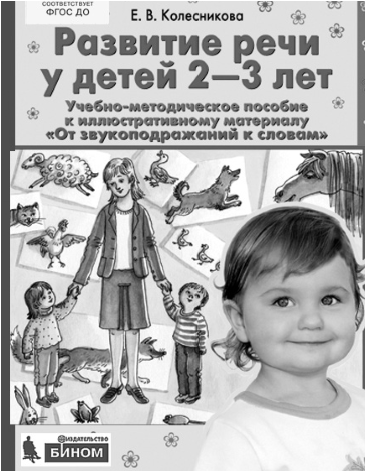 СООТВЕТСТВУЕТ
ФГОС ДО
Е. В. Колесникова
Развитие речи
у детей 2—3 лет
Учебно-методическое пособие
к иллюстративному материалу
«От звукоподражаний к словам»
ИЗДАТЕЛЬСТВО
БИНОМ